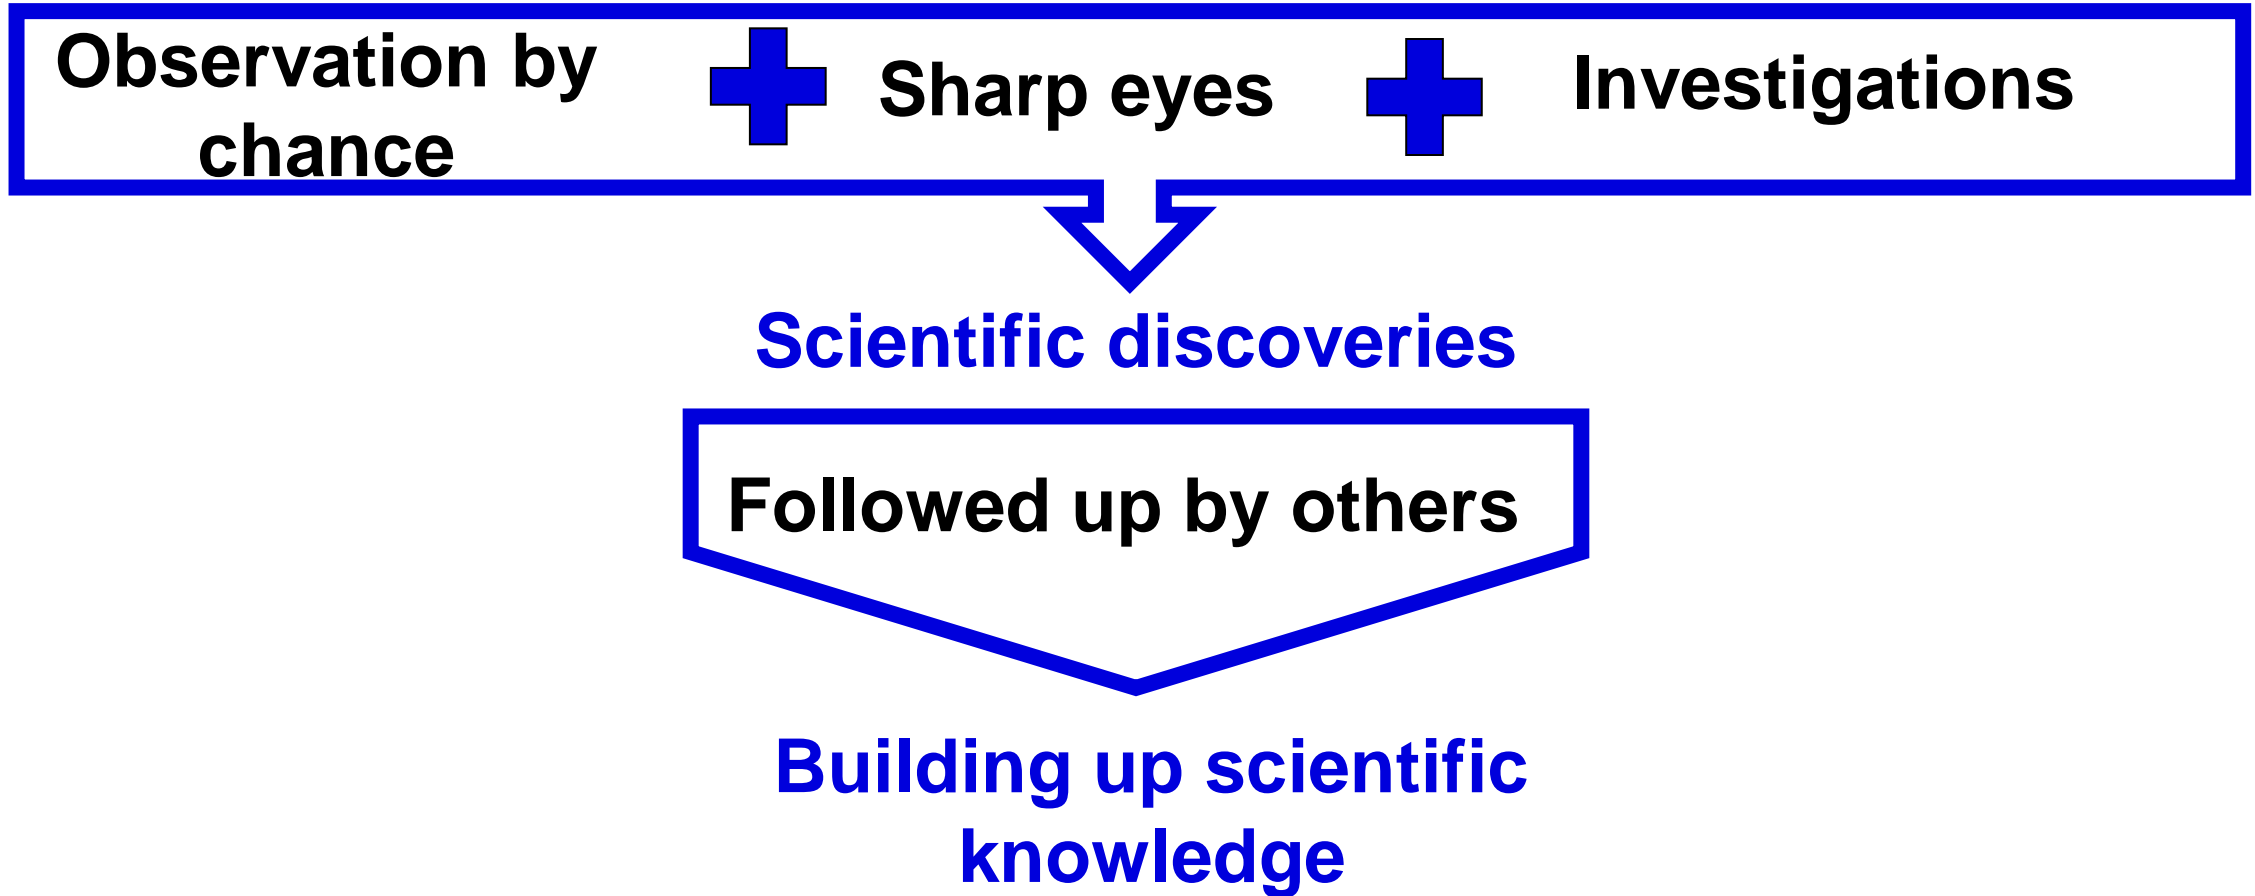 Observation by
chance
Sharp eyes
Investigations
Scientific discoveries
Followed up by others
Building up scientific
knowledge